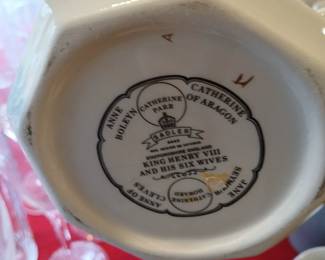 A
ANNE BOLEYN
CATHERINE OF ARAGON
CATHERINE PARR
SADLER
KING HENRY VIII
AND HIS SIX WIVES
CATHERINE HOWARD
ANNE OF CLEVES
JANE